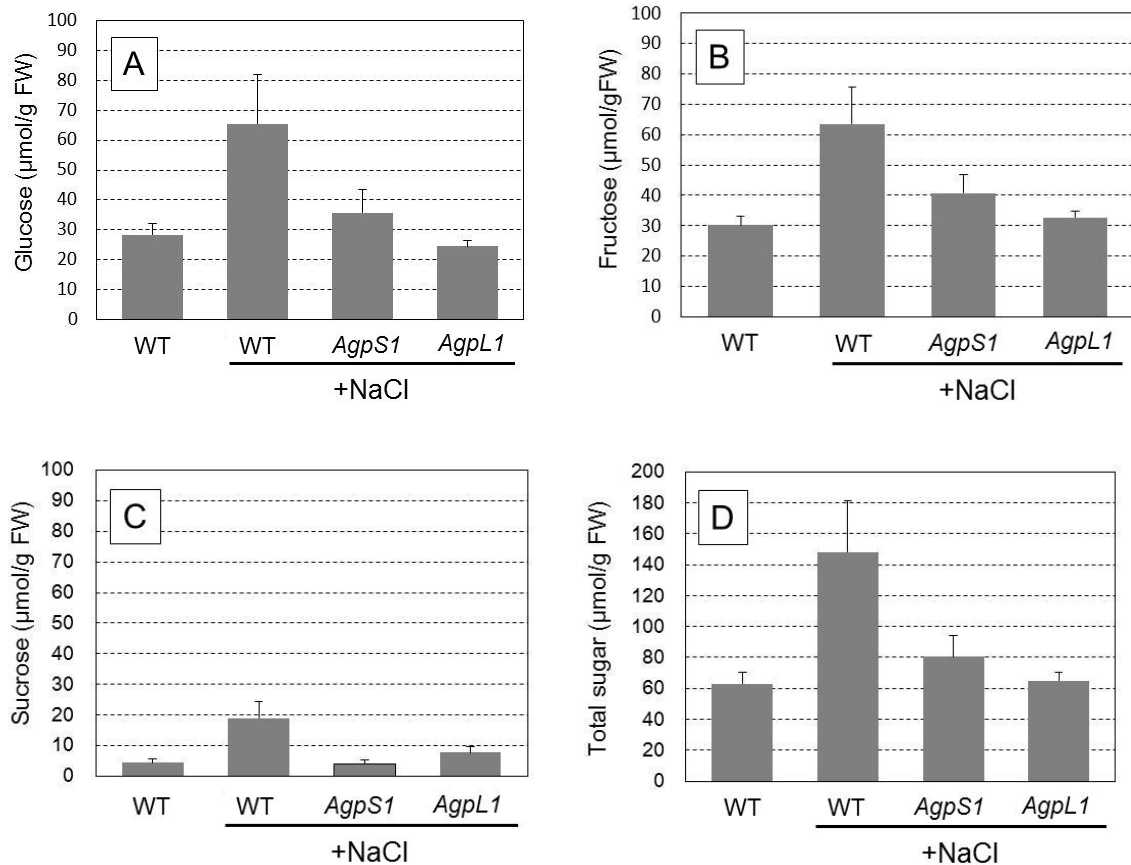 A
Glucose (µmol/g FW)
100
90
80
70
60
50
40
30
20
10
0
WT WT AgpS1 AgpL1
+NaCl
B
Fructose (µmol/gFW)
100
90
80
70
60
50
40
30
20
10
0
WT WT AgpS1 AgpL1
+NaCl
C
Sucrose (µmol/g FW)
100
90
80
70
60
50
40
30
20
10
0
WT WT AgpS1 AgpL1
+NaCl
D
Total sugar (µmol/g FW)
200
180
160
140
120
100
80
60
40
20
0
WT WT AgpS1 AgpL1
+NaCl